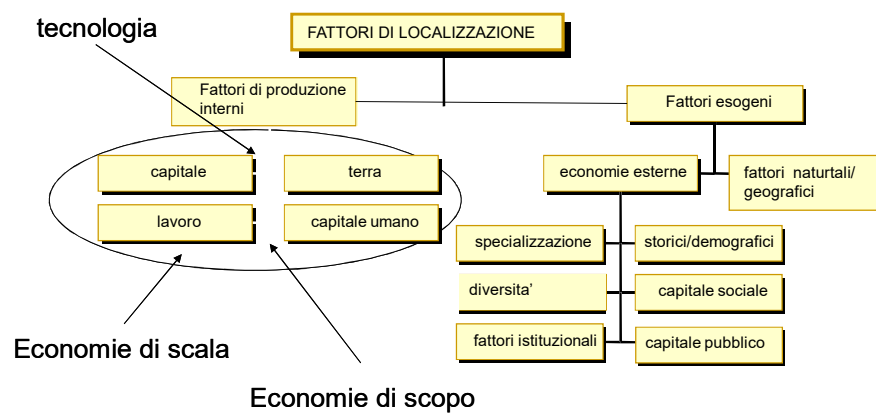 tecnologia
FATTORI DI LOCALIZZAZIONE
Fattori di produzione
interni
Fattori esogeni
capitale
terra
lavoro
capitale umano
economie esterne
fattori naturtali/
geografici
specializzazione
storici/demografici
diversita'
capitale sociale
fattori istituzionali
capitale pubblico
Economie di scala
Economie di scopo